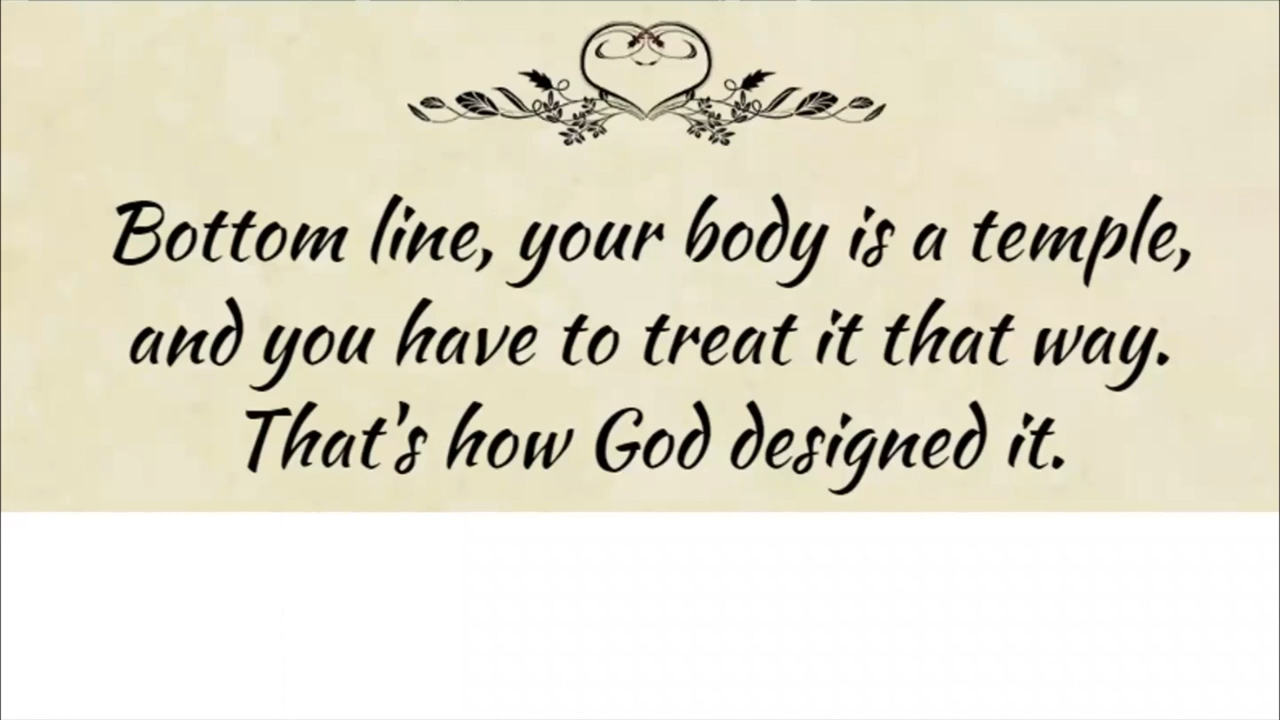 Bottom line, your body is a temple,
and you have to treat it that way.
That's how God designed it.